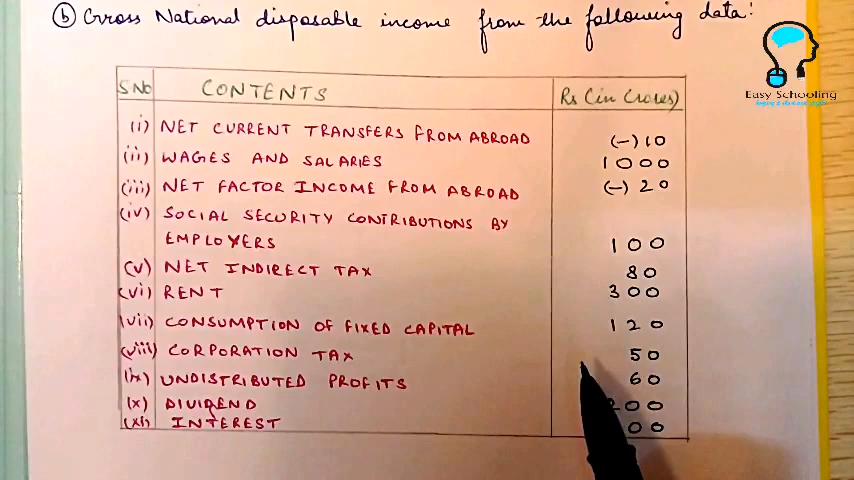 (b) Gross National disposable income from the following data:
Easy Schooling
S No CONTENTS Rs (in Crores)
(i) NET CURRENT TRANSFERS FROM ABROAD (-) 10
(ii) WAGES AND SALARIES 1000
(iii) NET FACTOR INCOME FROM ABROAD (-) 20
(iv) SOCIAL SECURITY CONTRIBUTIONS BY
EMPLOYERS 100
(v) NET INDIRECT TAX 80
(vi) RENT 300
(vii) CONSUMPTION OF FIXED CAPITAL 120
(viii) CORPORATION TAX 50
(ix) UNDISTRIBUTED PROFITS 60
(x) DIVIDEND 200
(xi) INTEREST 00